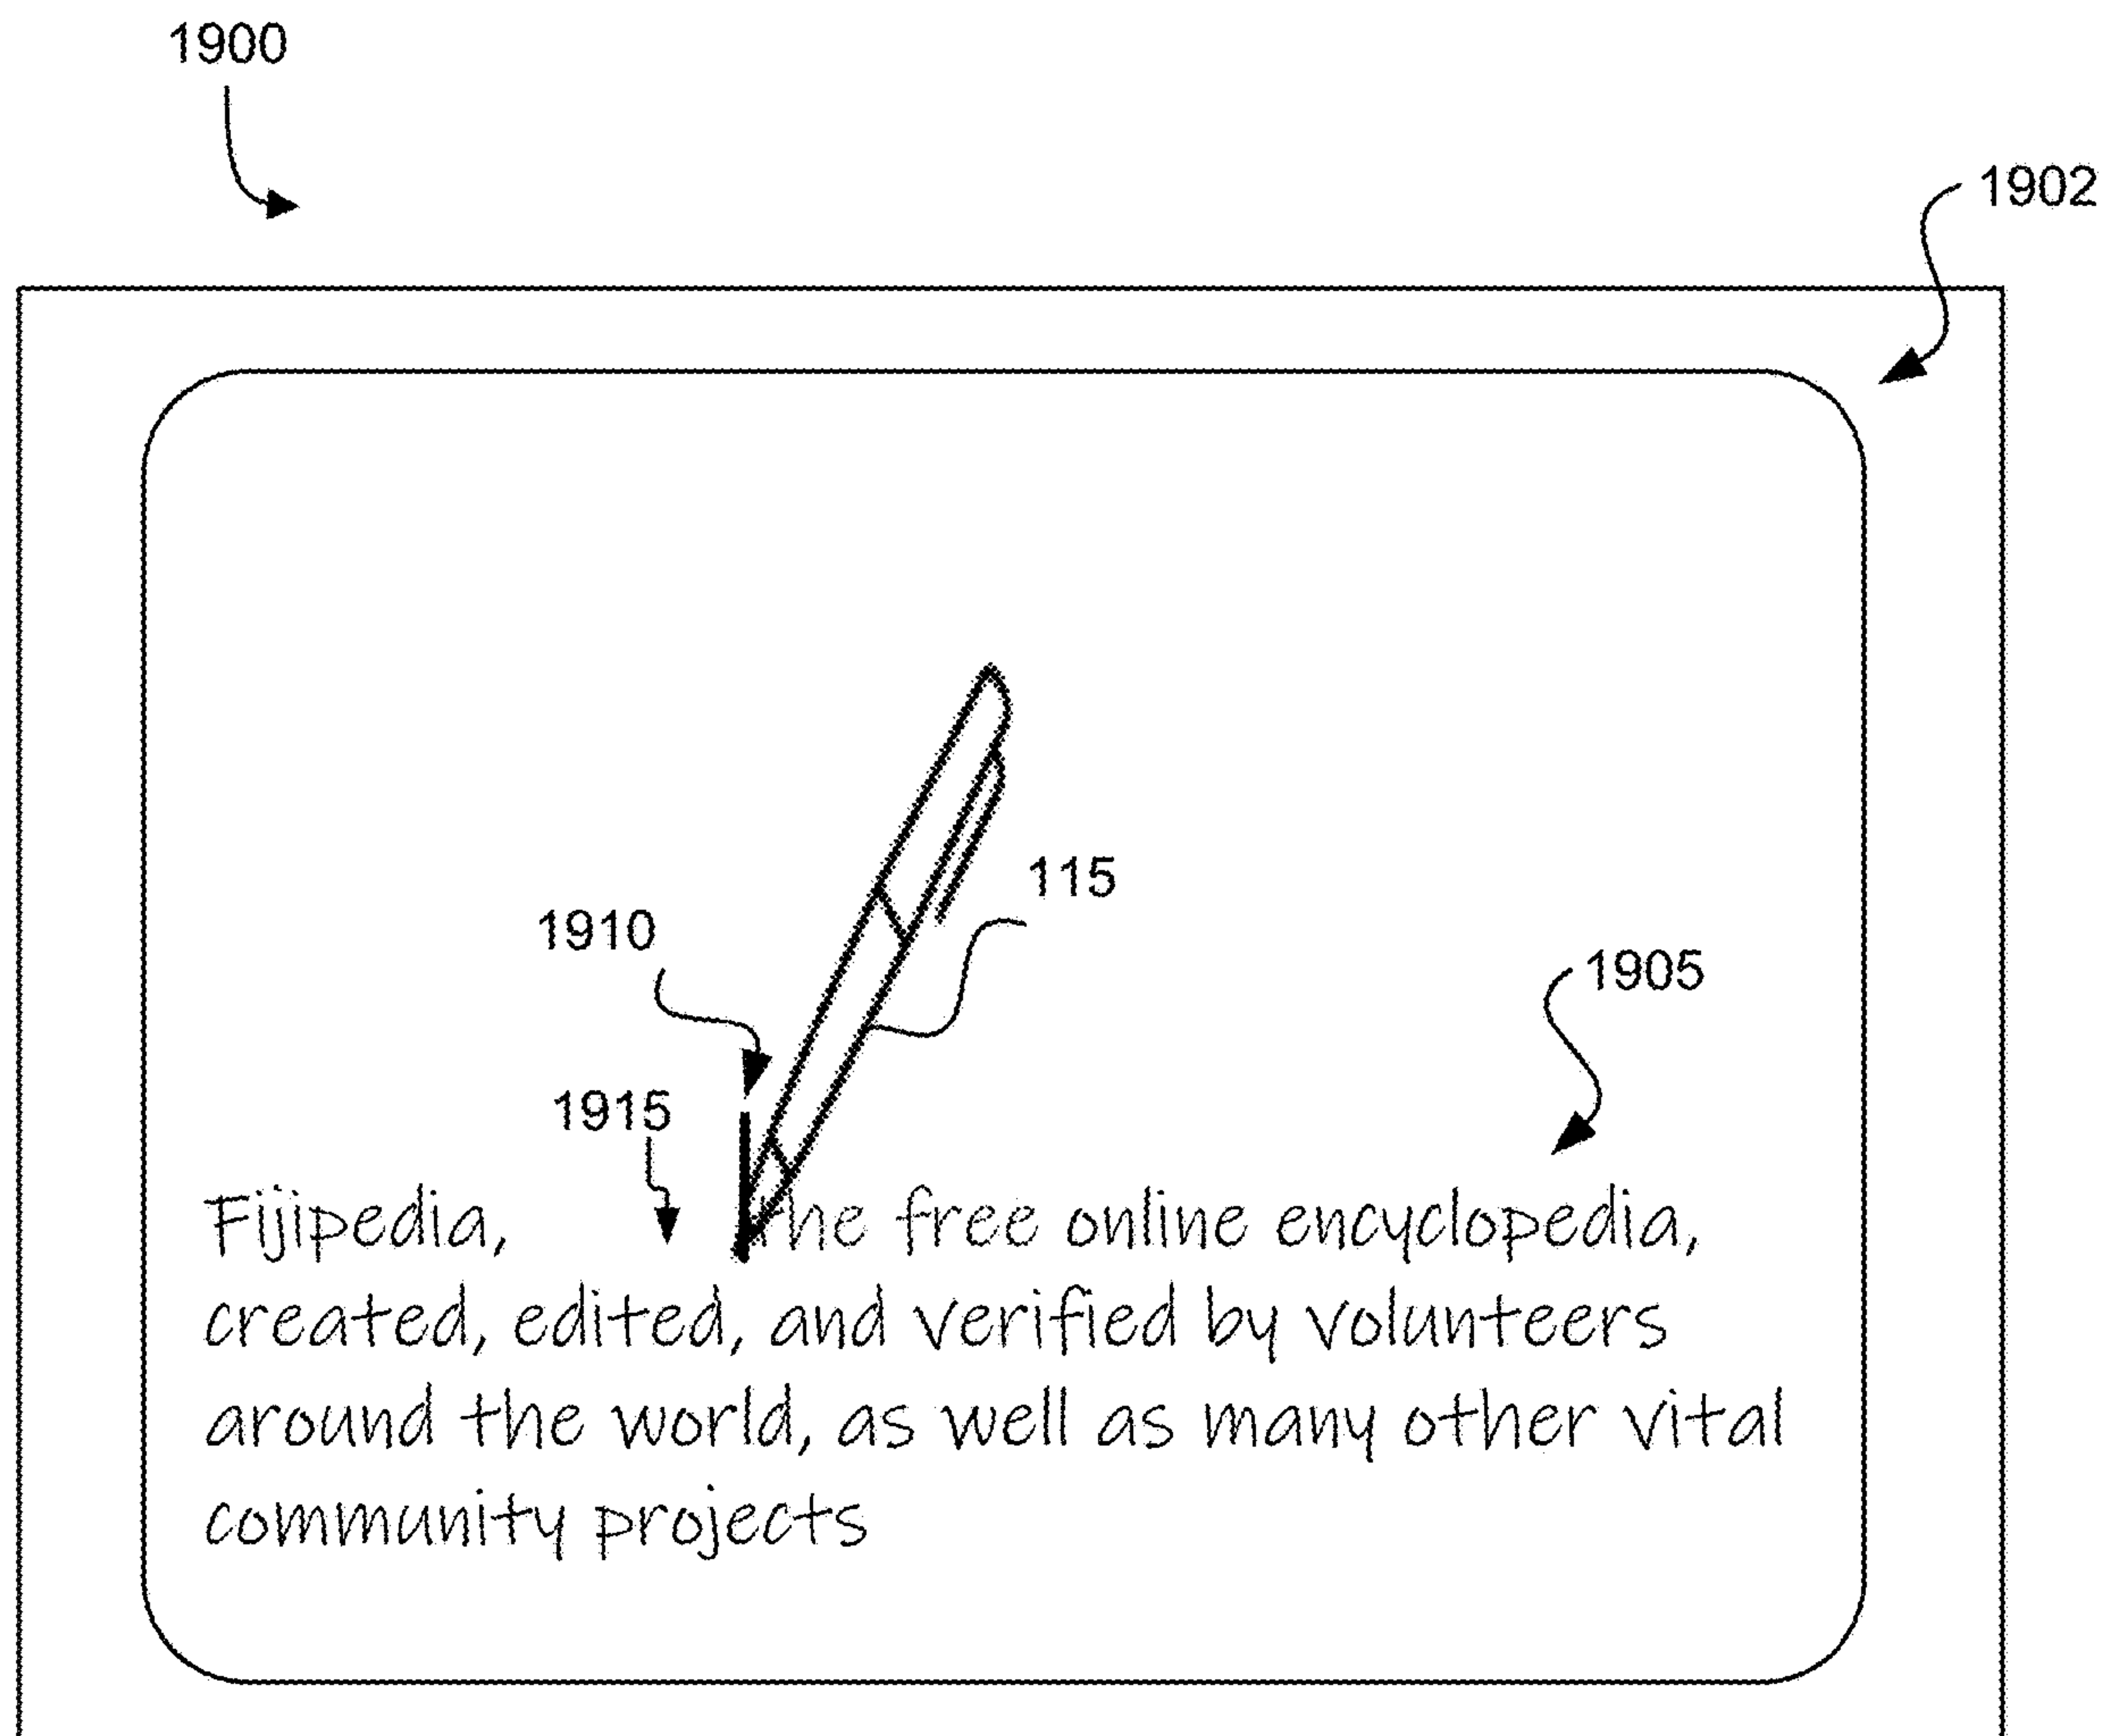 1900
1902
115
1910
1905
1915
Fijipedia, the free online encyclopedia,
created, edited, and verified by volunteers
around the world, as well as many other vital
community projects